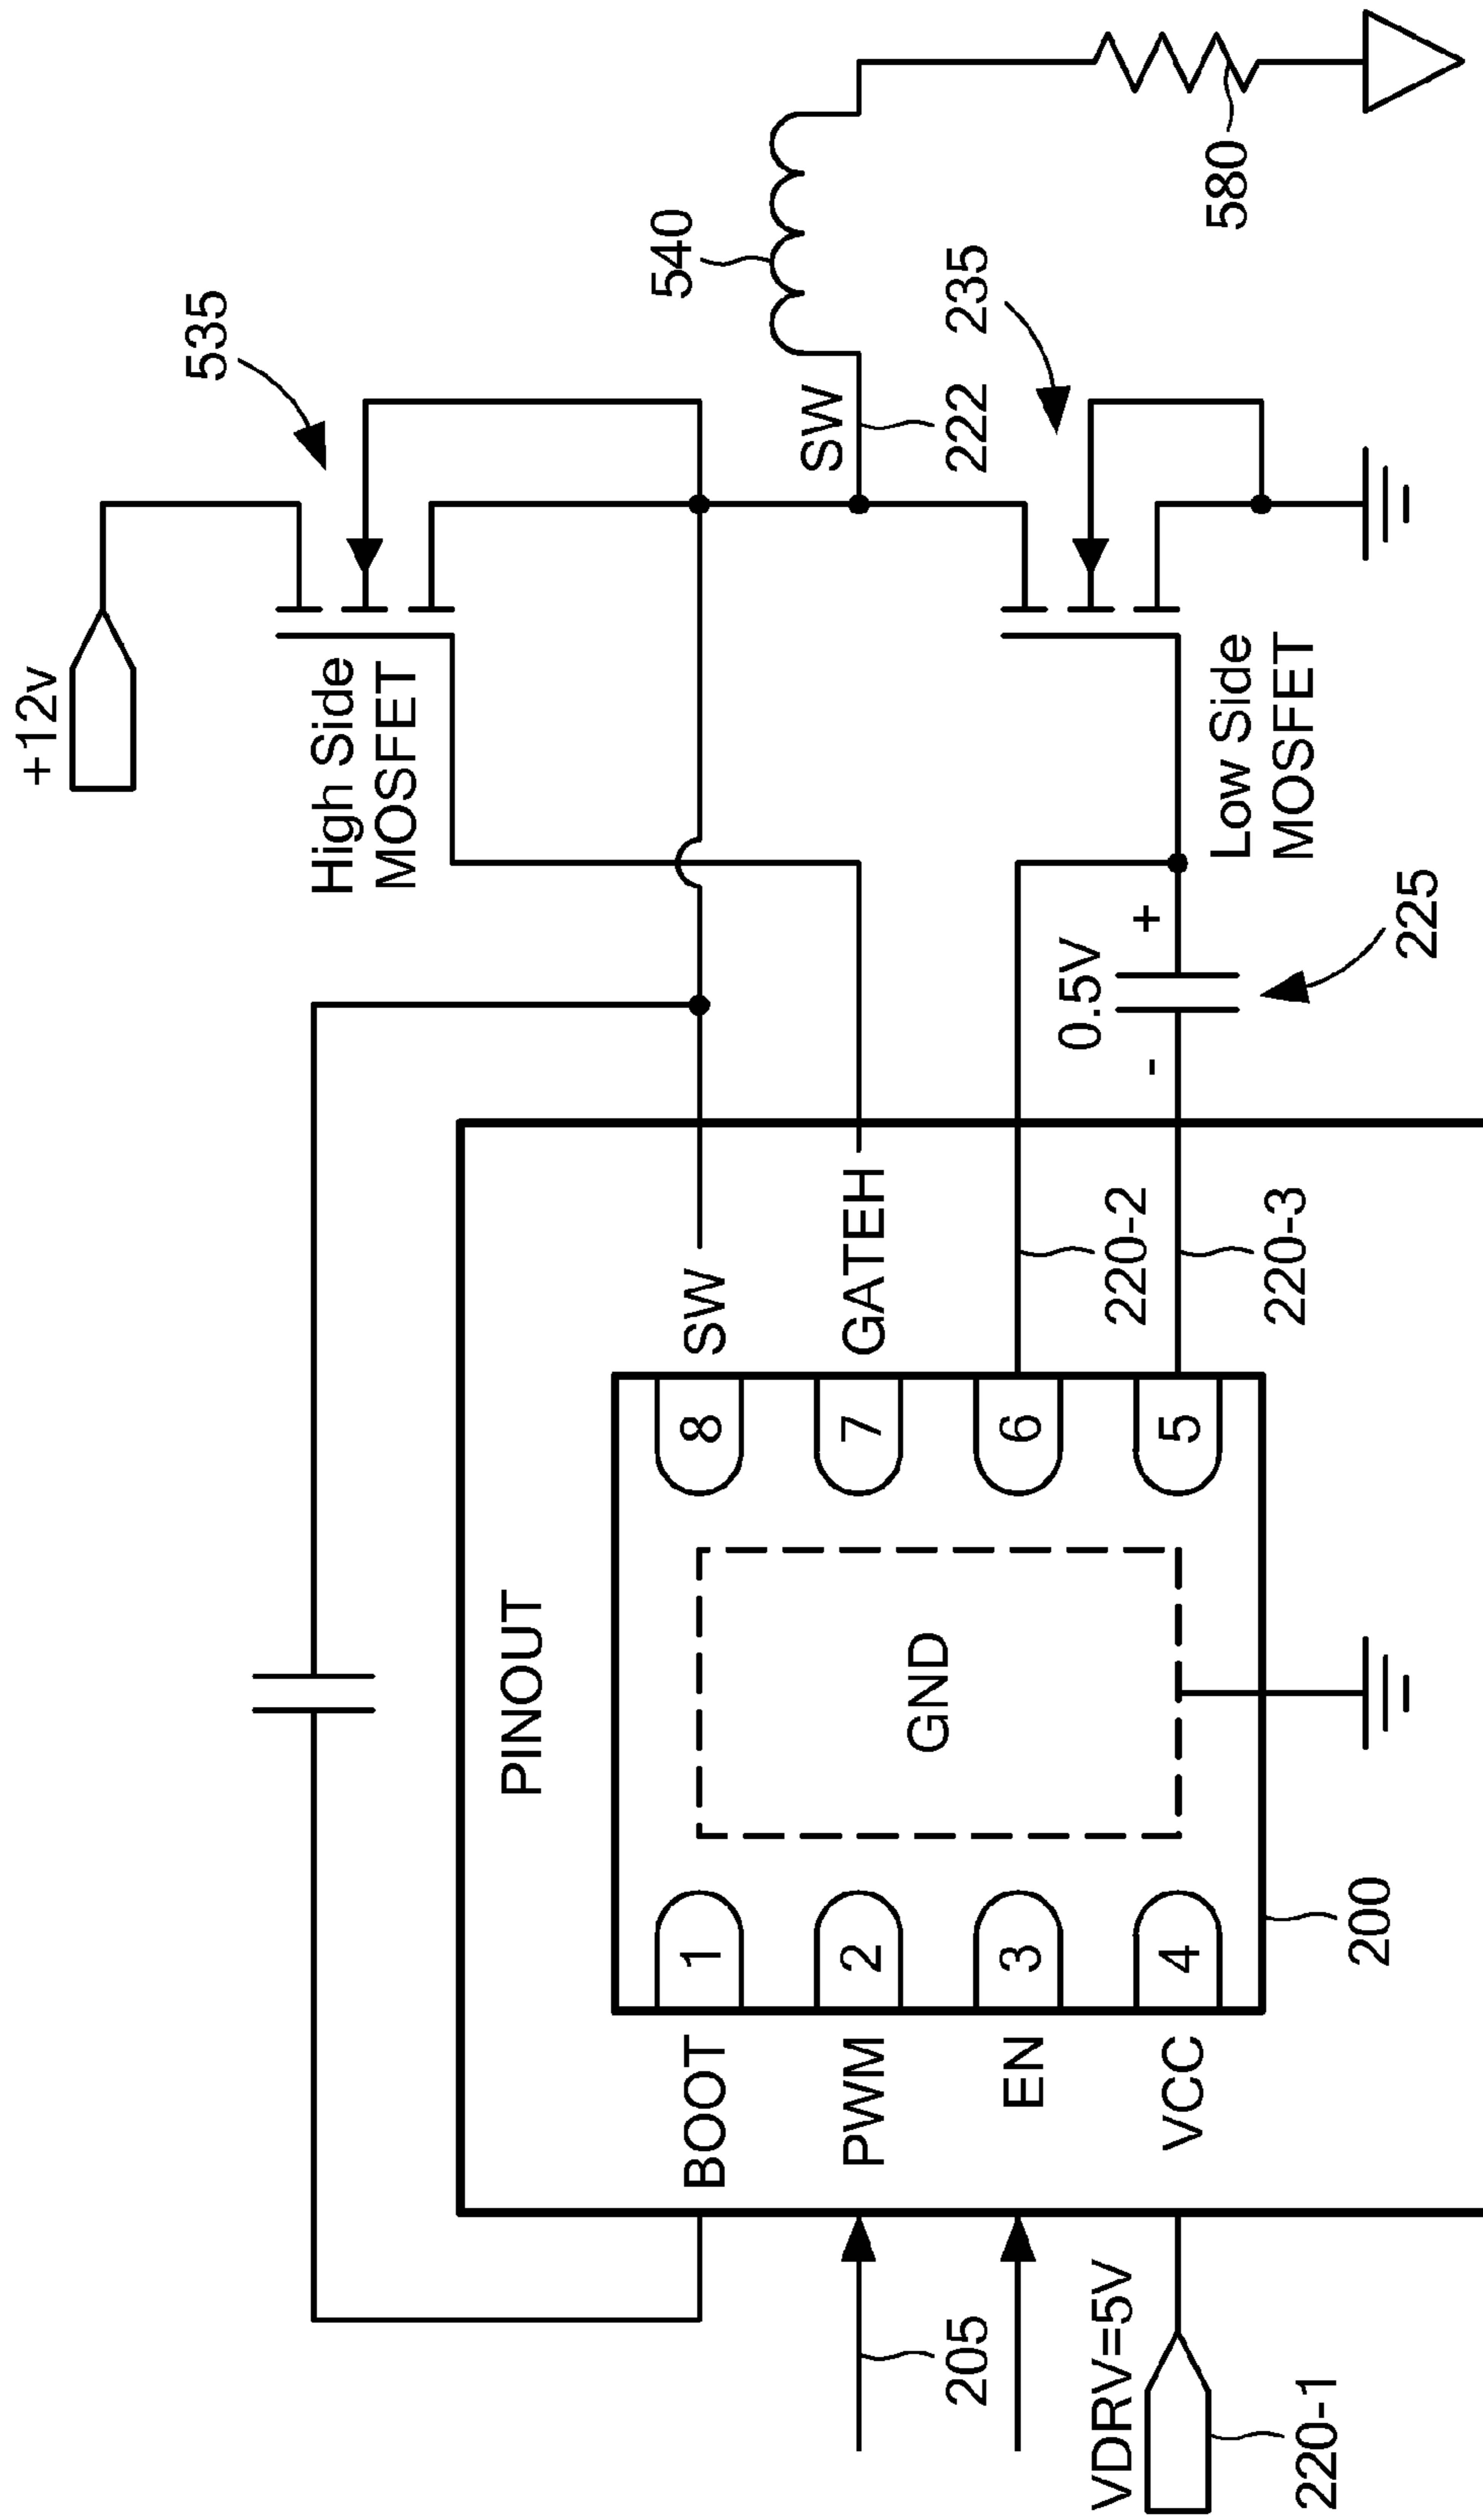 +12v
535
High Side
MOSFET
540
SW
222
235
580
Low Side
MOSFET
0.5V
+
-
225
PINOUT
SW
GATEH
220-2
220-3
8
7
6
5
GND
1
2
3
4
200
BOOT
PWM
EN
VCC
205
VDRV=5V
220-1